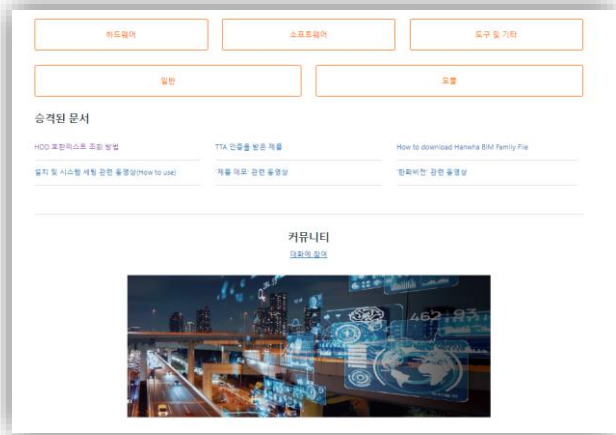 하드웨어
소프트웨어
도구 및 기타
일반
모듈
승격된 문서
HDD 호환리스트 조회 방법
TTA 인증을 받은 제품
How to download Hanwha BIM Family File
설치 및 시스템 세팅 관련 동영상(How to use)
'제품 데모' 관련 동영상
'한화비전' 관련 동영상
커뮤니티
대화에 참여
462 93